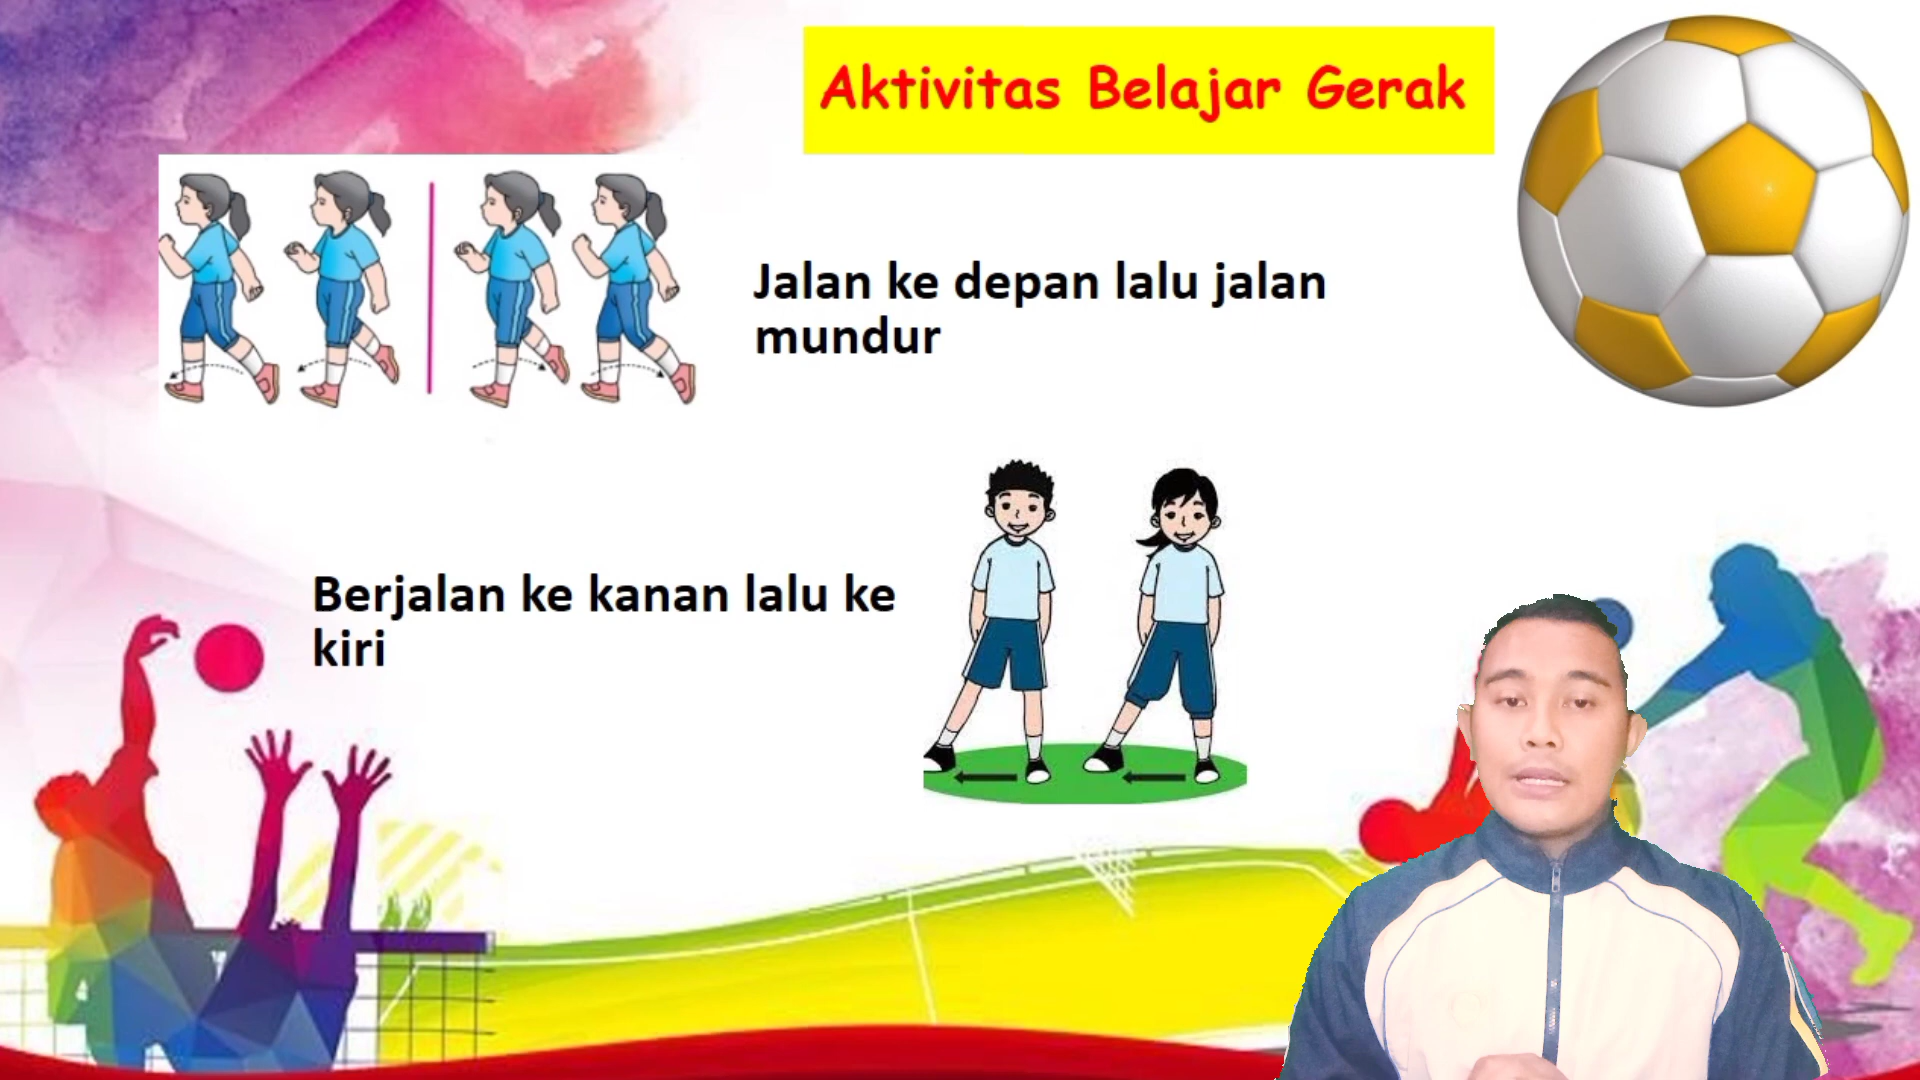 Aktivitas Belajar Gerak
Jalan ke depan lalu jalan
mundur
Berjalan ke kanan lalu ke
kiri